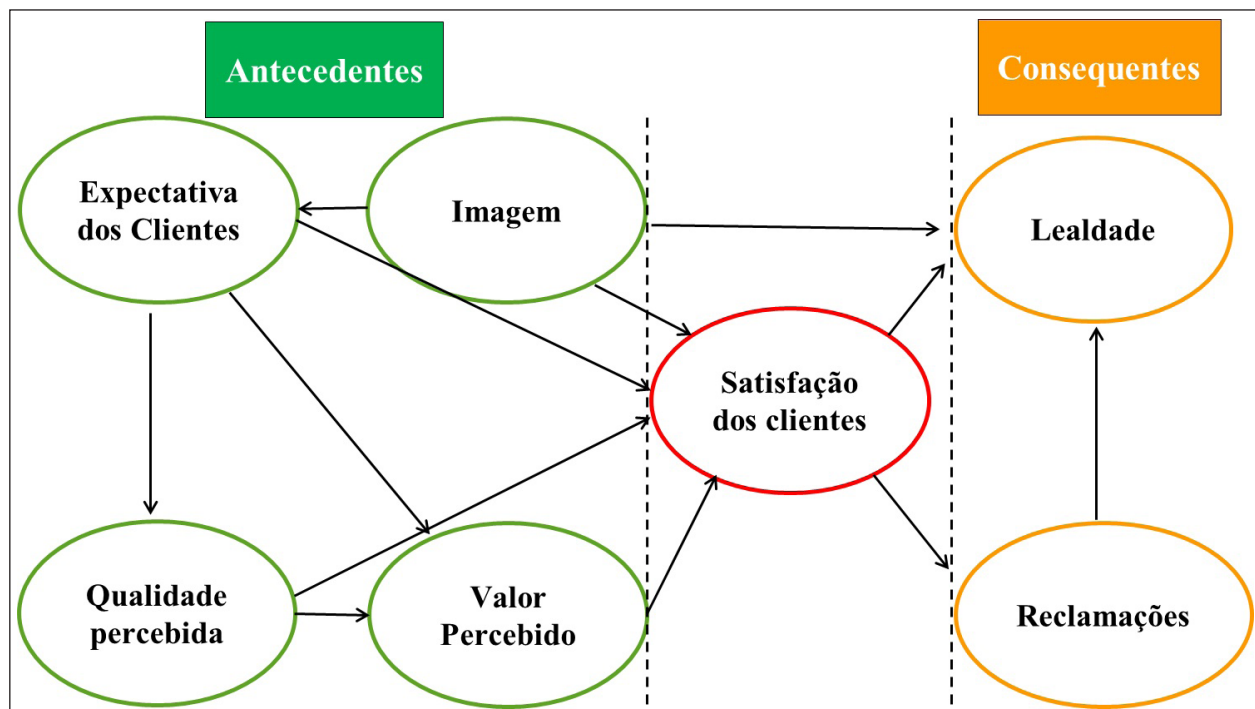 Antecedentes
Consequentes
Expectativa
dos Clientes
Imagem
Lealdade
Satisfação
dos clientes
Qualidade
percebida
Valor
Percebido
Reclamações